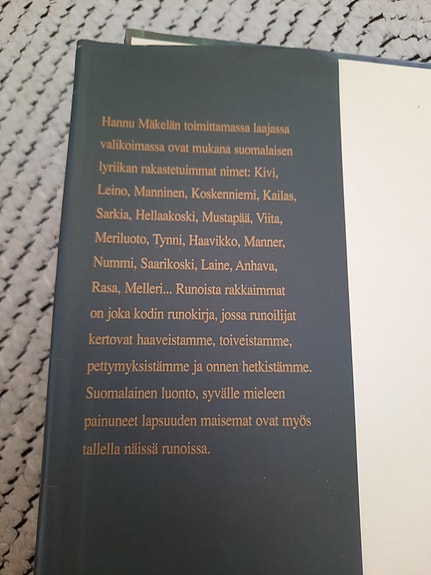 Hannu Mäkelän toimittamassa laajassa
valikoimassa ovat mukana suomalaisen
lyriikan rakastetuimmat nimet: Kivi,
Leino, Manninen, Koskenniemi, Kailas,
Sarkia, Hellaakoski, Mustapää, Viita,
Meriluoto, Tynni, Haavikko, Manner,
Nummi, Saarikoski, Laine, Anhava,
Rasa, Melleri... Runoista rakkaimmat
on joka kodin runokirja, jossa runoilijat
kertovat haaveistamme, toiveistamme,
pettymyksistämme ja onnen hetkistämme.
Suomalainen luonto, syvälle mieleen
painuneet lapsuuden maisemat ovat myös
tallella näissä runoissa.